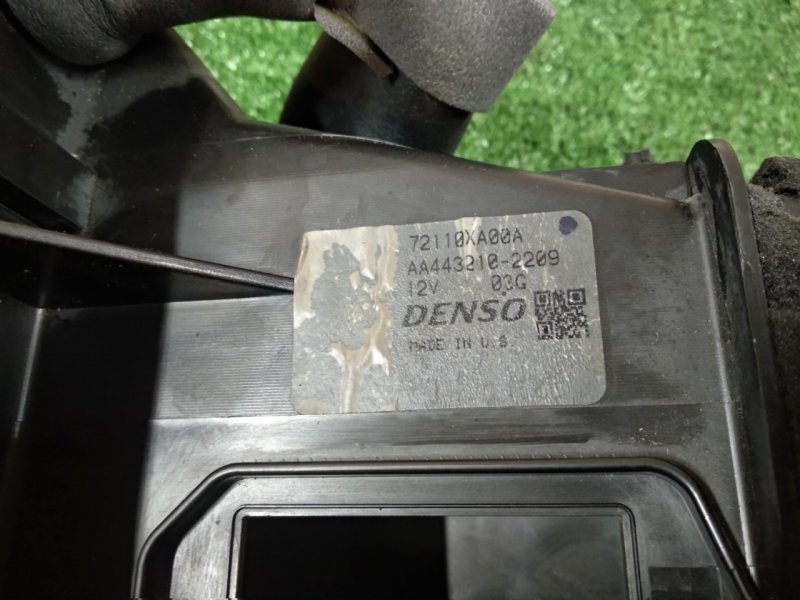 72110XA00A
AA443210-2209
12V 03G
DENSO
MADE IN U.S